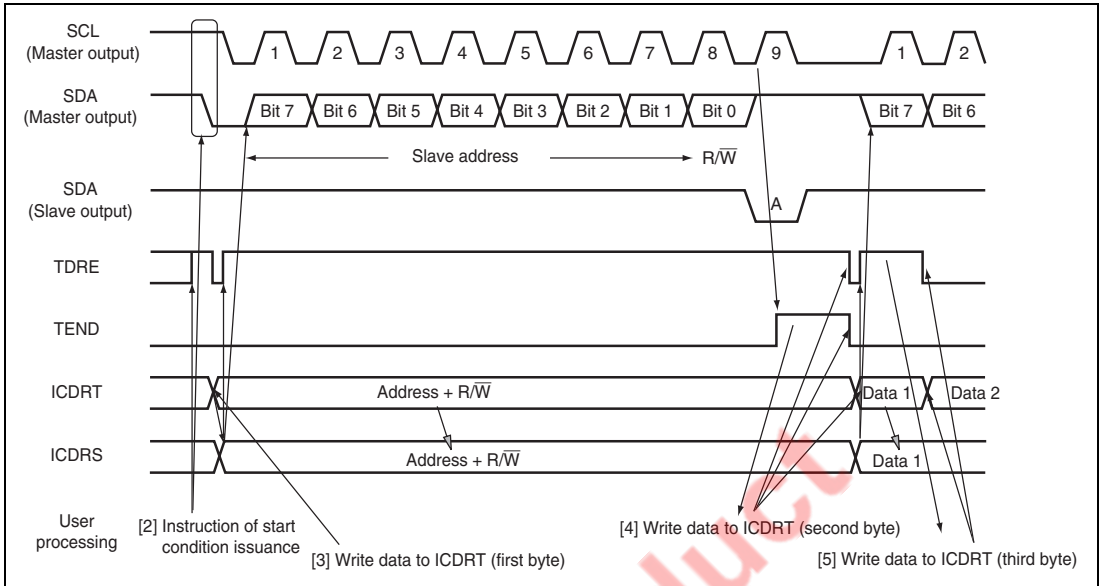 SCL
(Master output)
1 2 3 4 5 6 7 8 9 1 2
SDA
(Master output)
Bit 7 Bit 6 Bit 5 Bit 4 Bit 3 Bit 2 Bit 1 Bit 0 Bit 7 Bit 6
Slave address R/W̅
SDA
(Slave output)
A
TDRE
TEND
ICDRT
Address + R/W̅ Data 1 Data 2
ICDRS
Address + R/W̅ Data 1
User
processing
[2] Instruction of start
condition issuance
[3] Write data to ICDRT (first byte)
[4] Write data to ICDRT (second byte)
[5] Write data to ICDRT (third byte)